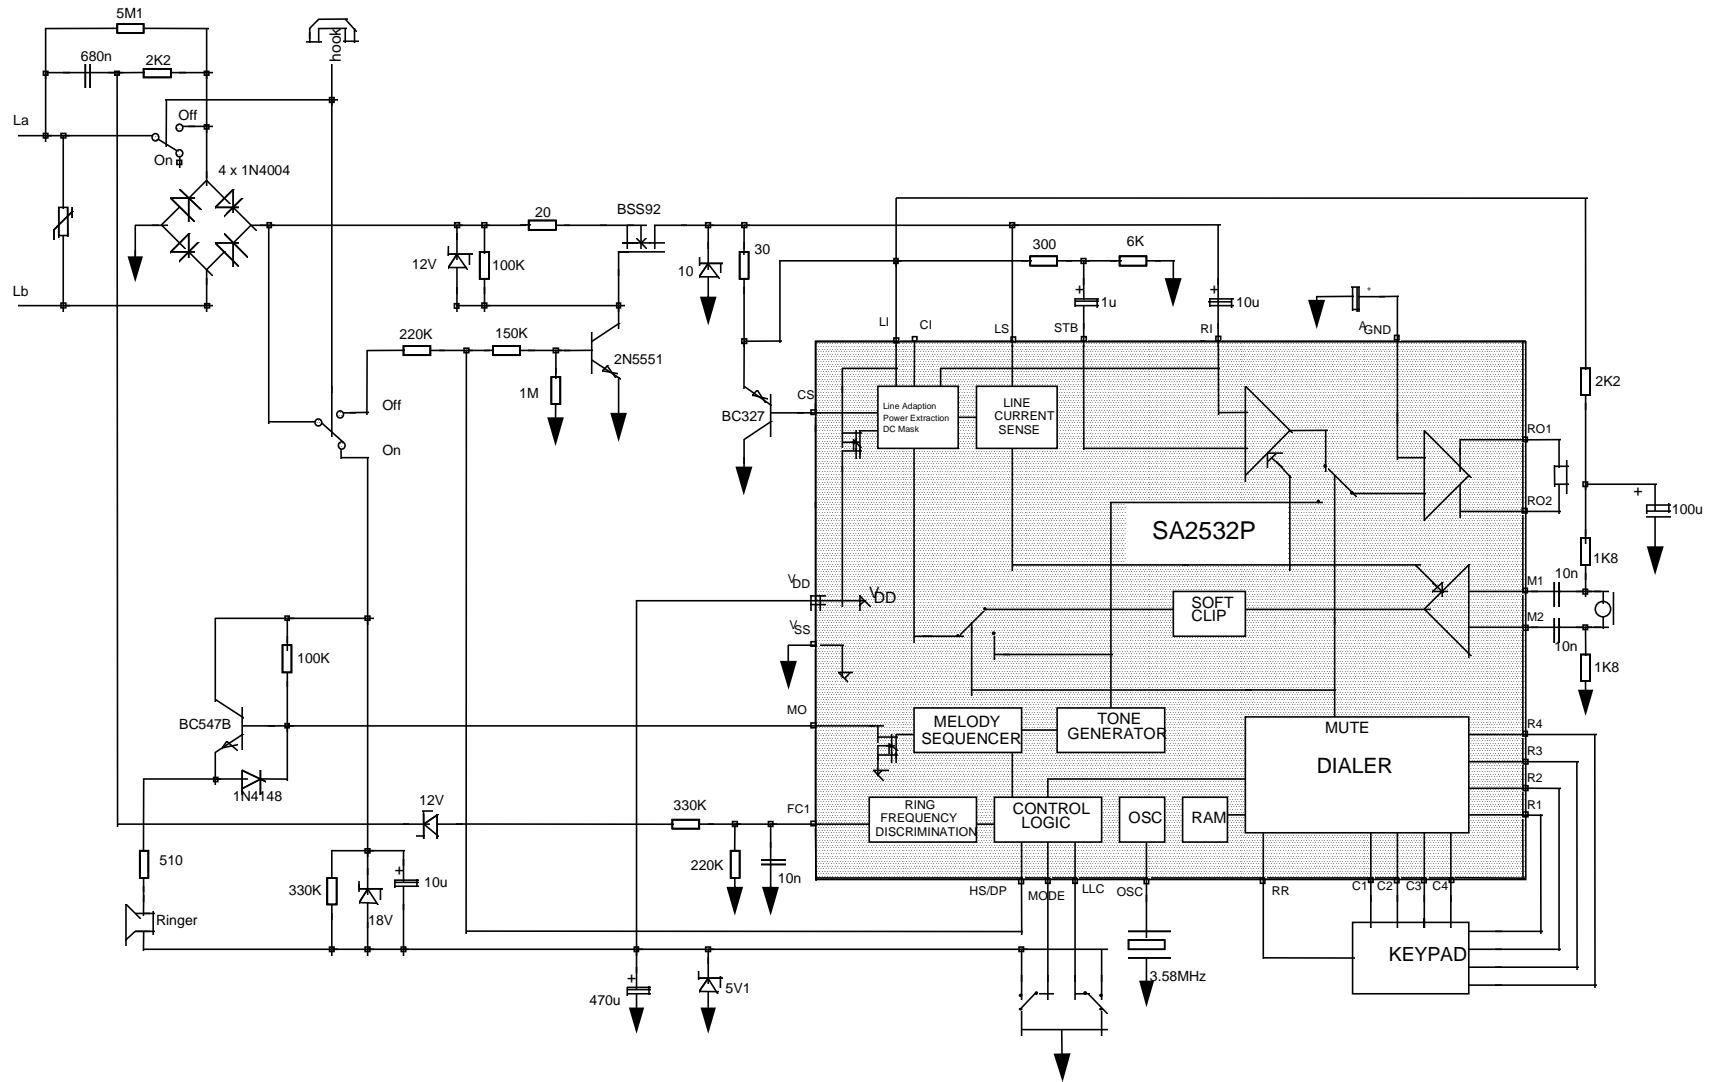 5M1
hook
680n
2K2
La
Off
On
4 x 1N4004
Lb
20
BSS92
12V
100K
10
30
300
6K
1u
10u
LI
CI
LS
STB
RI
AGND
220K
150K
2N5551
1M
Off
On
BC327
CS
Line Adaption
Power Extraction
DC Mask
LINE
CURRENT
SENSE
2K2
RO1
RO2
100u
SA2532P
1K8
10n
M1
M2
10n
1K8
VDD
VDD
VSS
SOFT
CLIP
100K
BC547B
MO
MELODY
SEQUENCER
TONE
GENERATOR
MUTE
DIALER
R4
R3
R2
R1
1N4148
12V
330K
FC1
RING
FREQUENCY
DISCRIMINATION
CONTROL
LOGIC
OSC
RAM
510
330K
10u
18V
220K
10n
Ringer
HS/DP
MODE
LLC
OSC
RR
C1
C2
C3
C4
KEYPAD
3.58MHz
470u
5V1